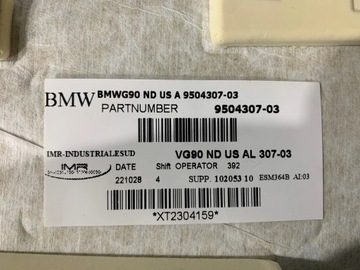 BMW BMWG90 ND US A 9504307-03
PARTNUMBER 9504307-03
IMR-INDUSTRIALESUD VG90 ND US AL 307-03
IMR DATE Shift OPERATOR 392
221028 4 SUPP. 102053 10 ESM364B AI:03
*XT2304159*